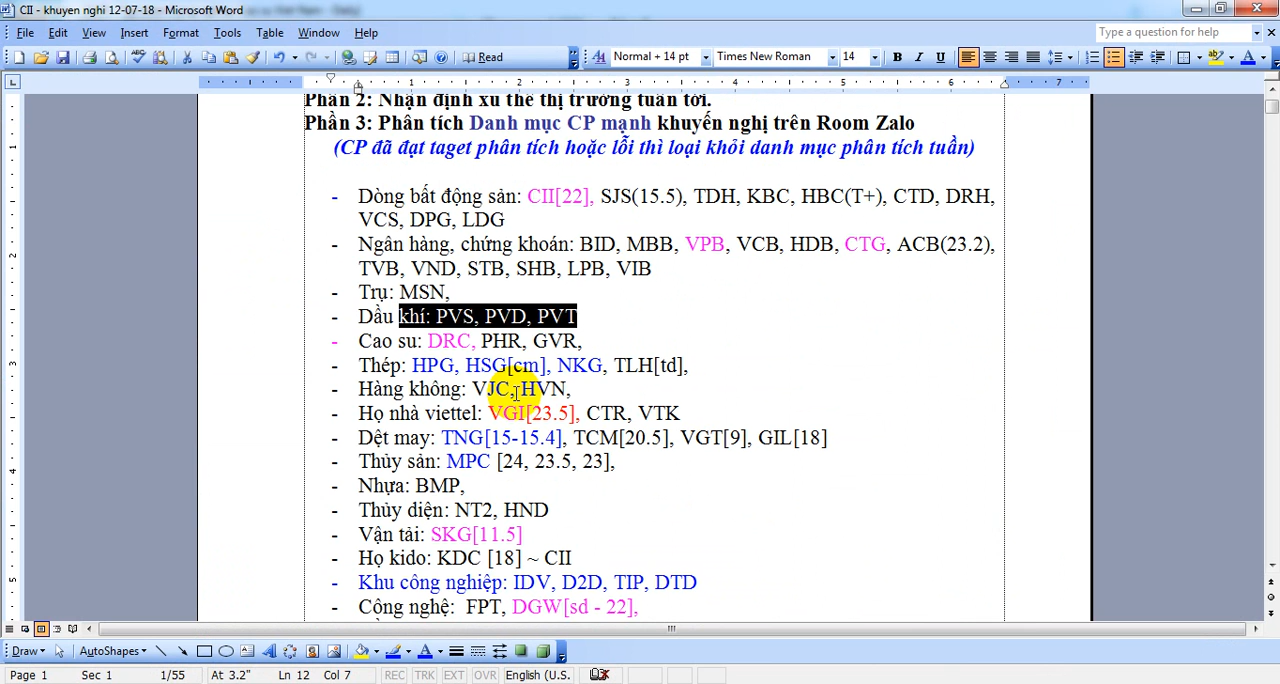 CII - khuyen nghi 12-07-18 - Microsoft Word
File Edit View Insert Format Tools Table Window Help
Type a question for help
Read
Normal + 14 pt Times New Roman 14 B I U
1 2 3 4 5 6 7
Phần 2: Nhận định xu thế thị trường tuần tới.
Phần 3: Phân tích Danh mục CP mạnh khuyến nghị trên Room Zalo
(CP đã đạt taget phân tích hoặc lỗi thì loại khỏi danh mục phân tích tuần)
- Dòng bất động sản: CII[22], SJS(15.5), TDH, KBC, HBC(T+), CTD, DRH,
VCS, DPG, LDG
- Ngân hàng, chứng khoán: BID, MBB, VPB, VCB, HDB, CTG, ACB(23.2),
TVB, VND, STB, SHB, LPB, VIB
- Trụ: MSN,
- Dầu khí: PVS, PVD, PVT
- Cao su: DRC, PHR, GVR,
- Thép: HPG, HSG[cm], NKG, TLH[td],
- Hàng không: VJC, HVN,
- Họ nhà viettel: VGI[23.5], CTR, VTK
- Dệt may: TNG[15-15.4], TCM[20.5], VGT[9], GIL[18]
- Thủy sản: MPC [24, 23.5, 23],
- Nhựa: BMP,
- Thủy diện: NT2, HND
- Vận tải: SKG[11.5]
- Họ kido: KDC [18] ~ CII
- Khu công nghiệp: IDV, D2D, TIP, DTD
- Công nghệ: FPT, DGW[sd - 22],
Draw AutoShapes
Page 1 Sec 1 1/55 At 3.2" Ln 12 Col 7 REC TRK EXT OVR English (U.S.